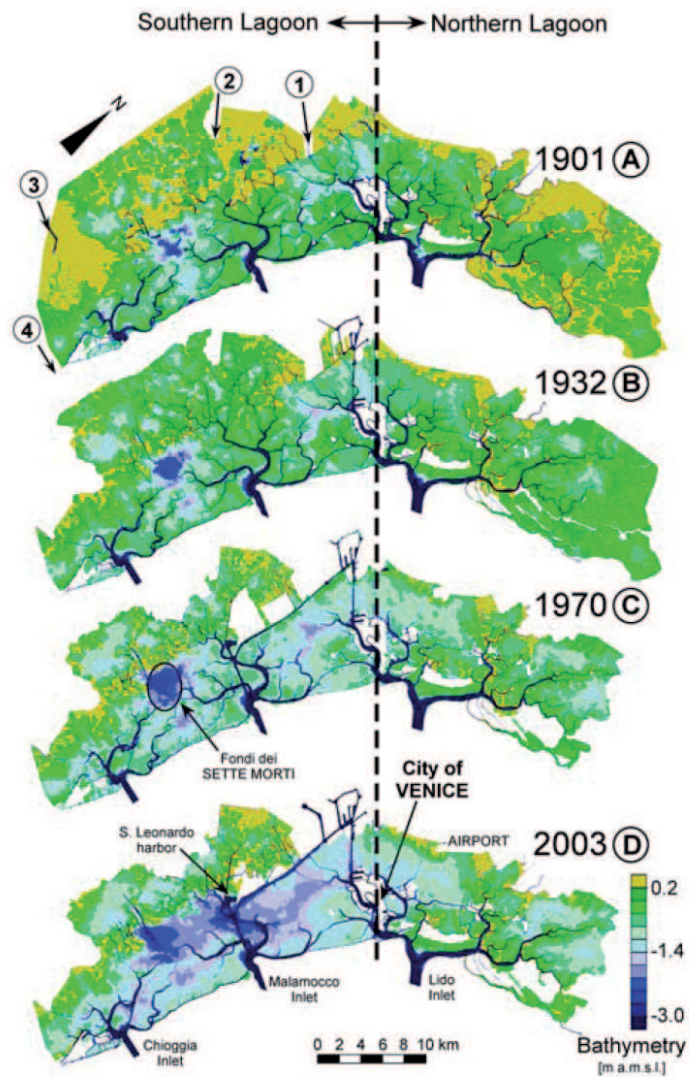 Southern Lagoon Northern Lagoon
2 1
N
1901 A
3
4
1932 B
1970 C
Fondi dei
SETTE MORTI
City of
VENICE
S. Leonardo
harbor
AIRPORT
2003 D
0.2
-1.4
-3.0
Malamocco
Inlet
Lido
Inlet
Chioggia
Inlet
0 2 4 6 8 10 km
Bathymetry
[m a.m.s.l.]